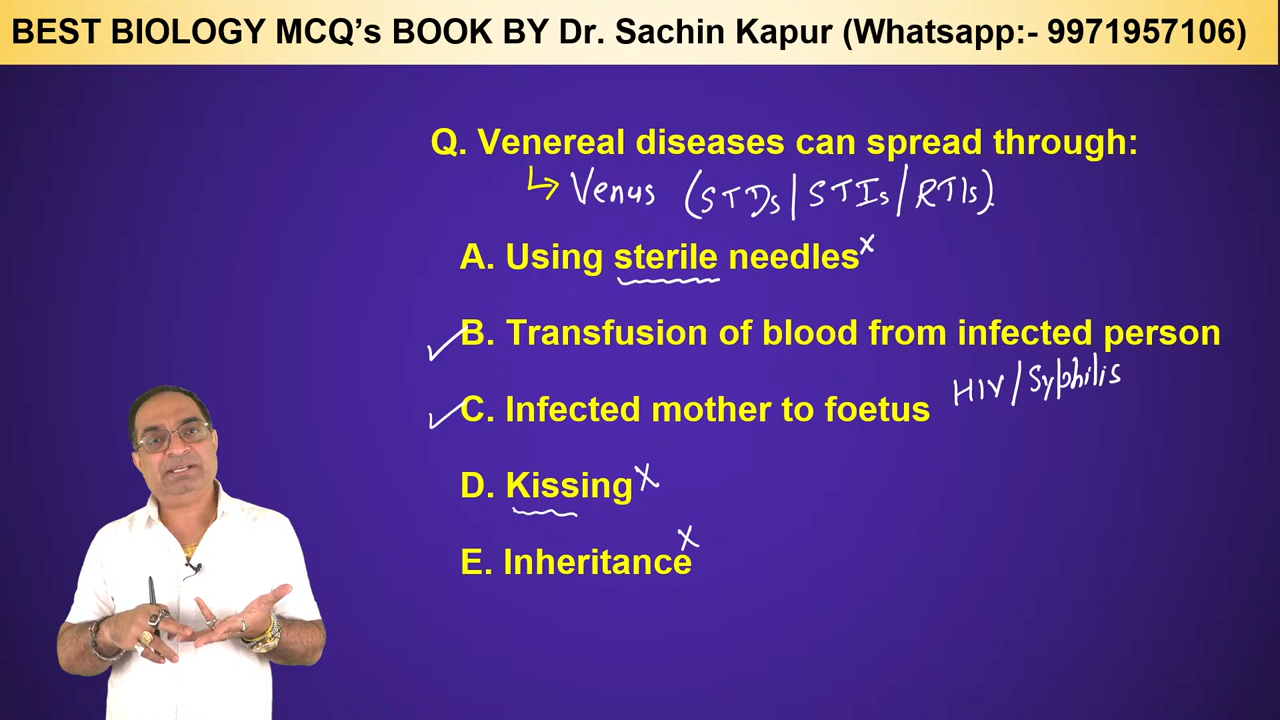 BEST BIOLOGY MCQ’s BOOK BY Dr. Sachin Kapur (Whatsapp:- 9971957106)
Q. Venereal diseases can spread through:
↳ Venus (STDs | STIs | RTIs).
A. Using sterile needles x
✓ B. Transfusion of blood from infected person
HIV / Syphilis
✓ C. Infected mother to foetus
D. Kissing x
E. Inheritance x